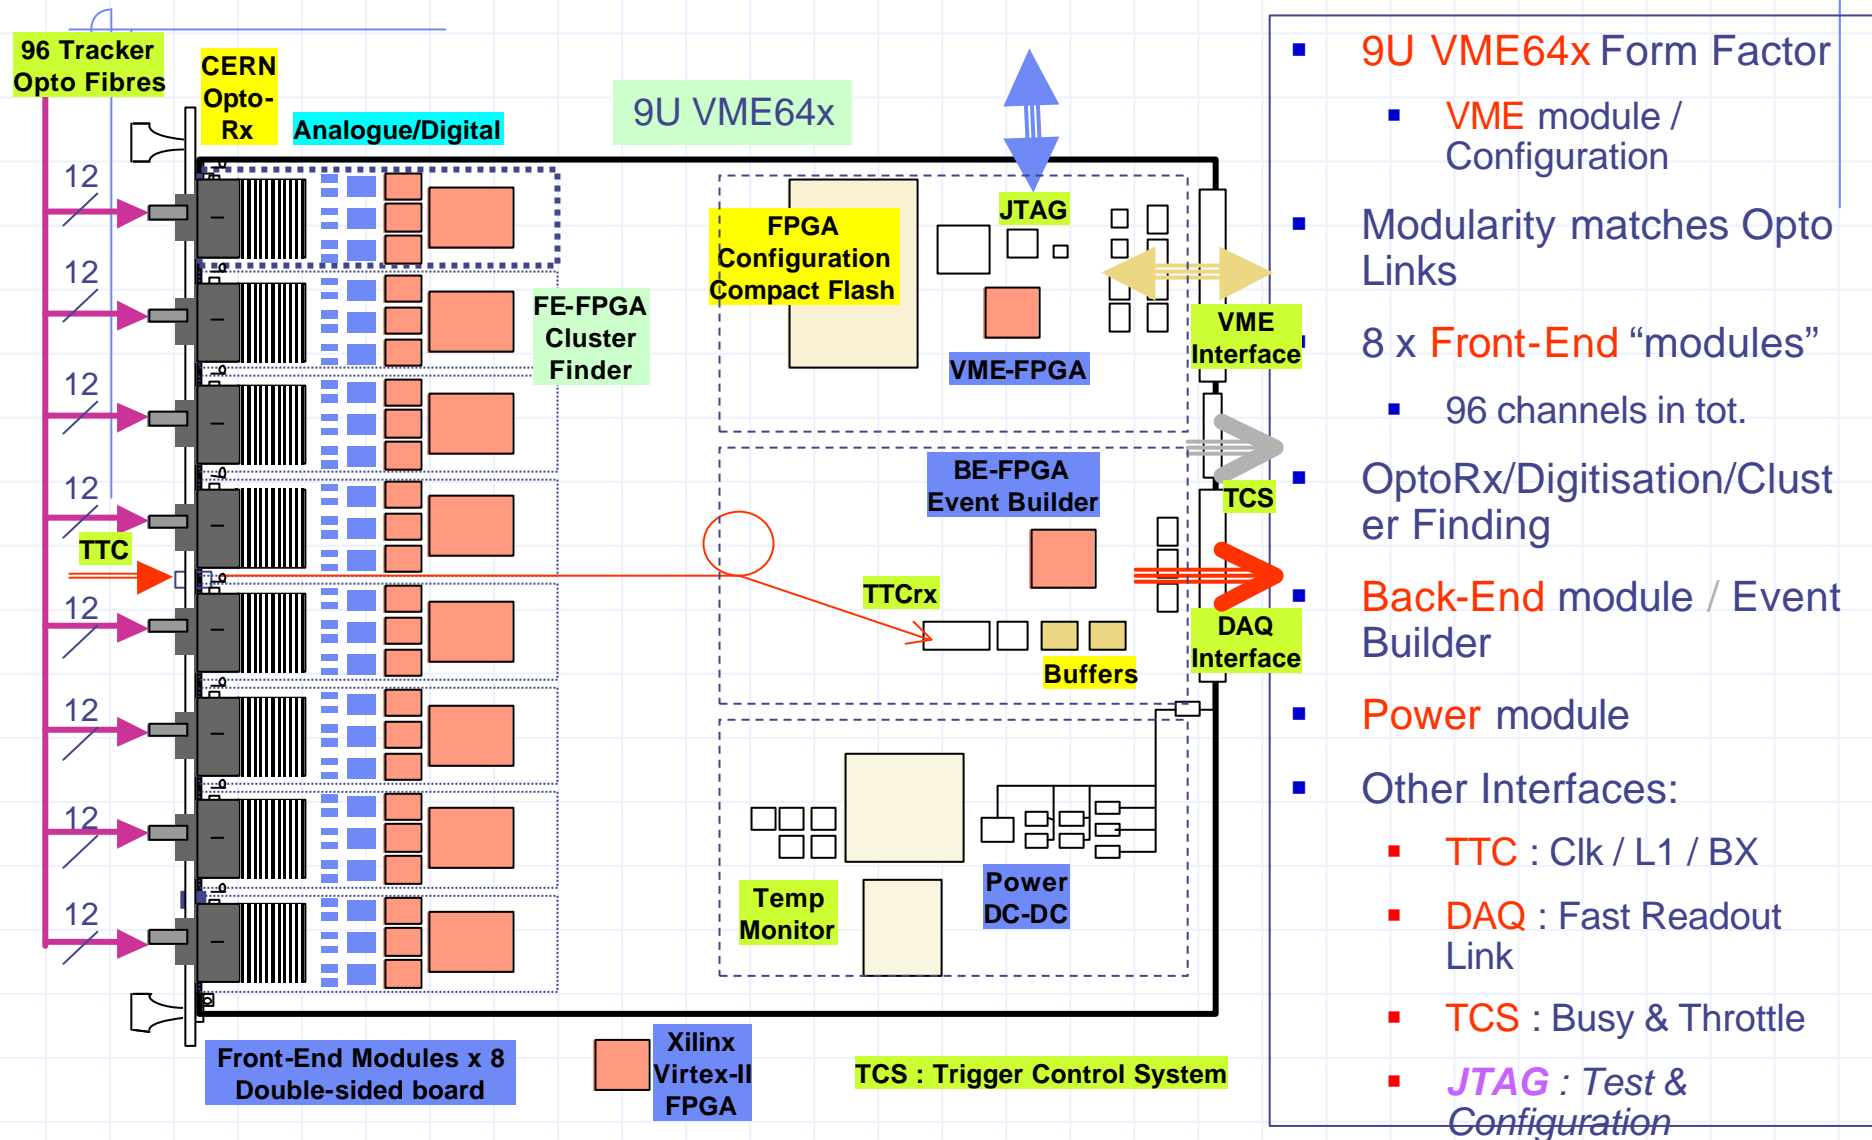 96 Tracker
Opto Fibres
CERN
Opto-
Rx
Analogue/Digital
9U VME64x
12
12
12
12
12
12
12
12
TTC
FE-FPGA
Cluster
Finder
FPGA
Configuration
Compact Flash
JTAG
VME-FPGA
VME
Interface
BE-FPGA
Event Builder
TCS
TTCrx
Buffers
DAQ
Interface
Temp
Monitor
Power
DC-DC
Front-End Modules x 8
Double-sided board
Xilinx
Virtex-II
FPGA
TCS : Trigger Control System
9U VME64x Form Factor
VME module /
Configuration
Modularity matches Opto
Links
8 x Front-End “modules”
96 channels in tot.
OptoRx/Digitisation/Clust
er Finding
Back-End module / Event
Builder
Power module
Other Interfaces:
TTC : Clk / L1 / BX
DAQ : Fast Readout
Link
TCS : Busy & Throttle
JTAG : Test &
Configuration